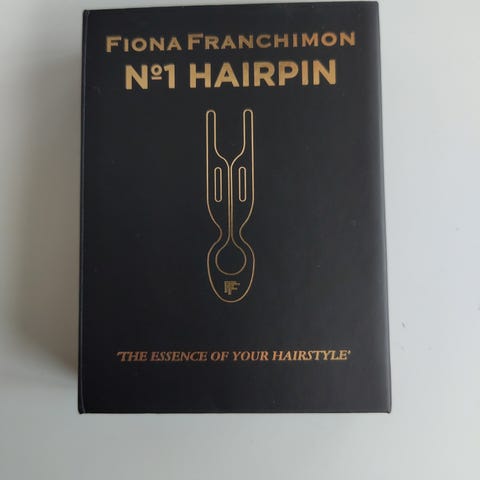 FIONA FRANCHIMON
Nº1 HAIRPIN
'THE ESSENCE OF YOUR HAIRSTYLE'